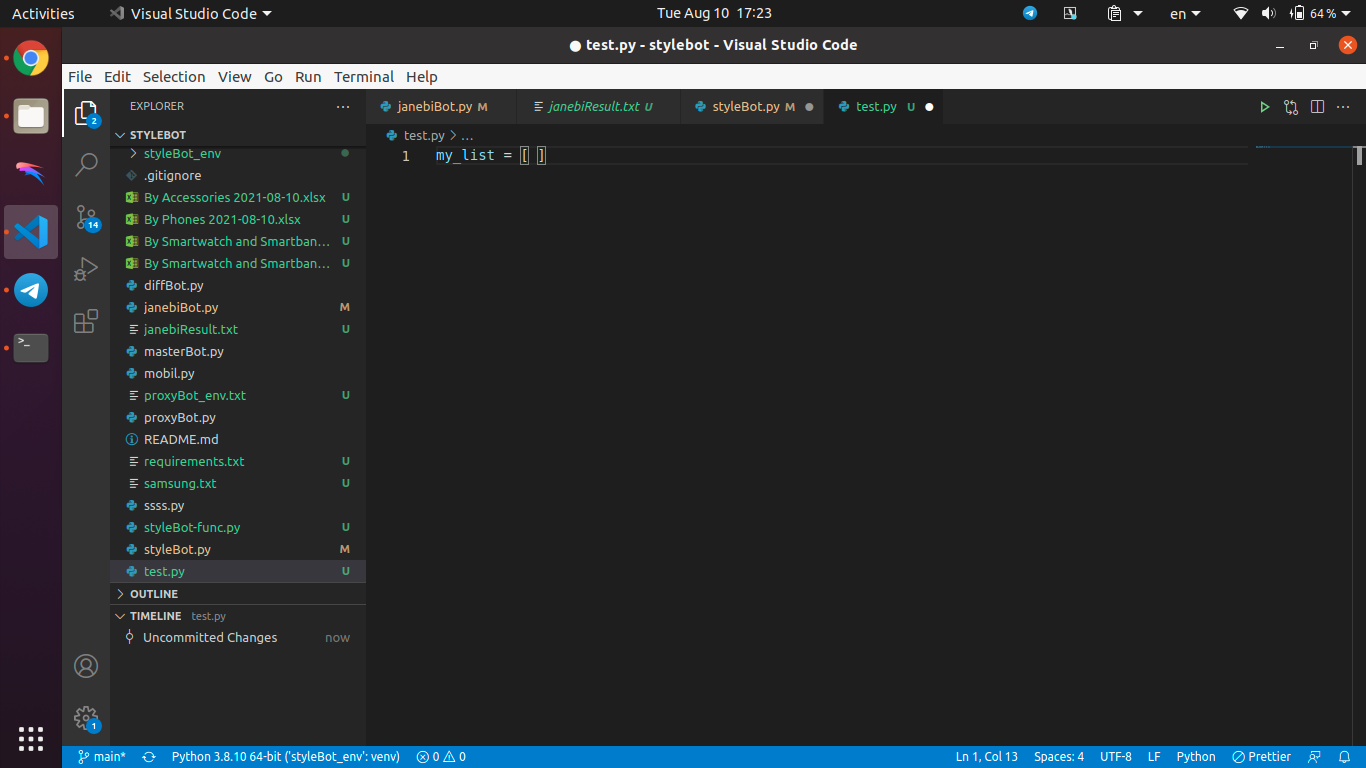 Activities Visual Studio Code Tue Aug 10 17:23 en 64 %
● test.py - stylebot - Visual Studio Code
File Edit Selection View Go Run Terminal Help
EXPLORER ··· janebiBot.py M janebiResult.txt U styleBot.py M test.py U
STYLEBOT test.py > ...
styleBot_env 1 my_list = [ ]
.gitignore
By Accessories 2021-08-10.xlsx U
By Phones 2021-08-10.xlsx U
By Smartwatch and Smartban... U
By Smartwatch and Smartban... U
diffBot.py
janebiBot.py M
janebiResult.txt U
masterBot.py
mobil.py
proxyBot_env.txt U
proxyBot.py
README.md
requirements.txt U
samsung.txt U
ssss.py
styleBot-func.py U
styleBot.py M
test.py U
OUTLINE
TIMELINE test.py
Uncommitted Changes now
2
14
1
>_
main* Python 3.8.10 64-bit ('styleBot_env': venv) 0 0 Ln 1, Col 13 Spaces: 4 UTF-8 LF Python Prettier